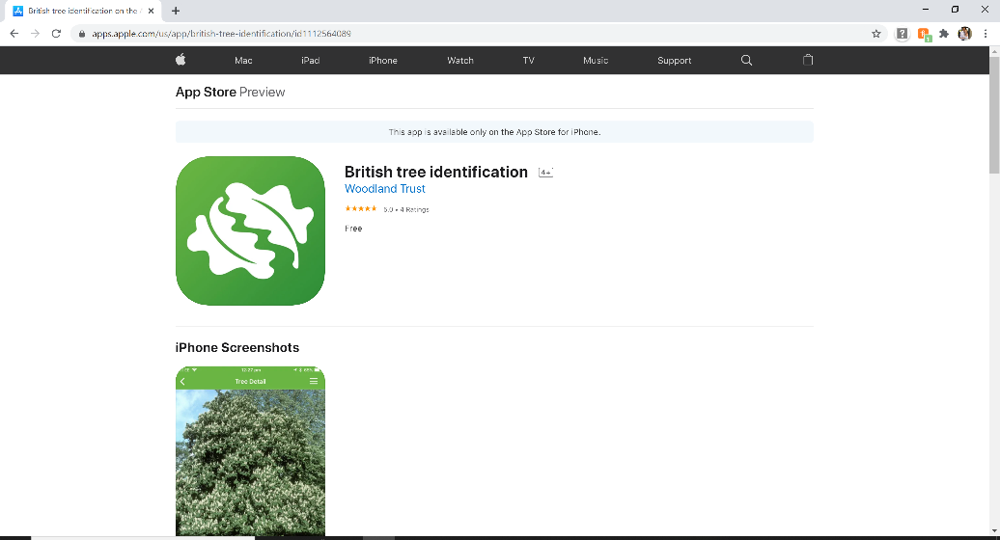 British tree identification on the A
apps.apple.com/us/app/british-tree-identification/id1112564089
Mac iPad iPhone Watch TV Music Support
App Store Preview
This app is available only on the App Store for iPhone.
British tree identification 4+
Woodland Trust
★★★★★ 5.0 • 4 Ratings
Free
iPhone Screenshots
Tree Detail